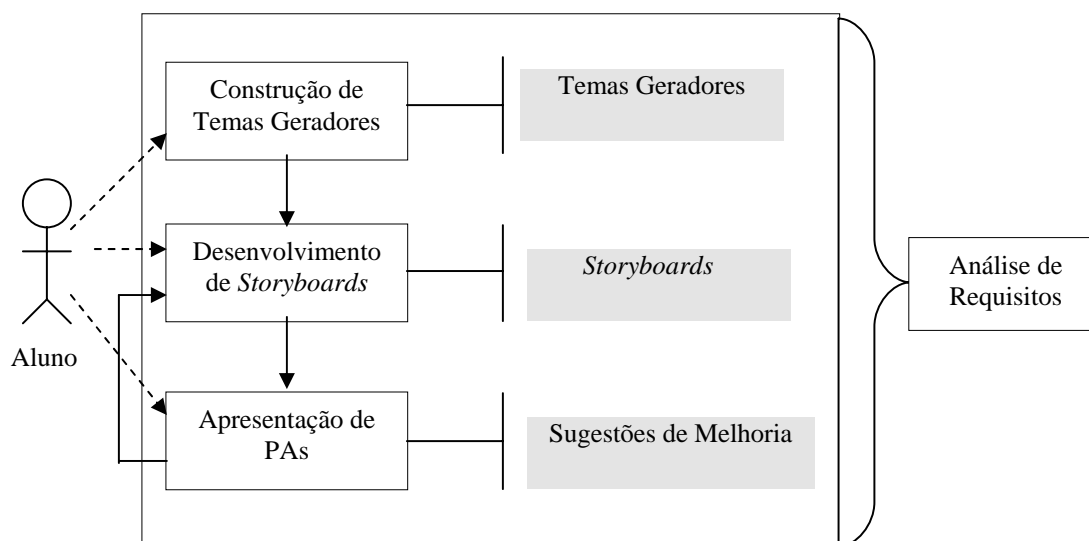 Construção de
Temas Geradores
Temas Geradores
Desenvolvimento
de Storyboards
Storyboards
Análise de
Requisitos
Aluno
Apresentação de
PAs
Sugestões de Melhoria